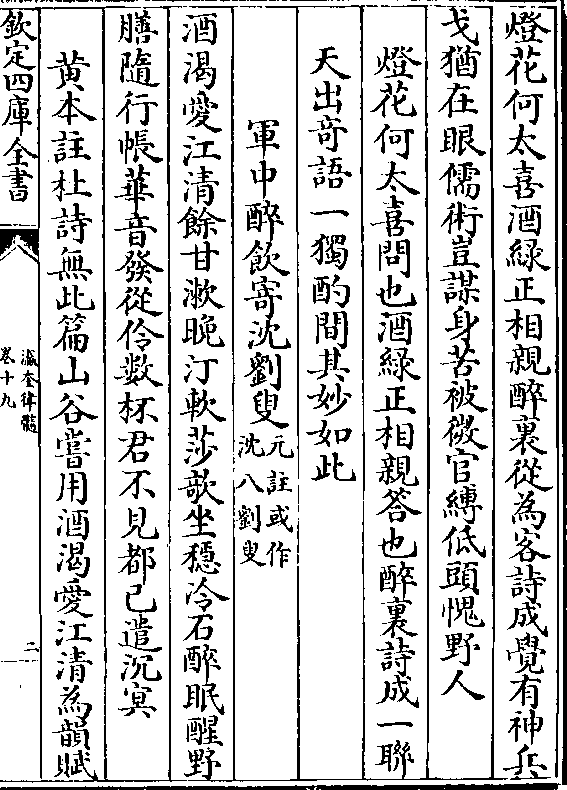 燈花何太喜酒緑正相親醉裏從為客詩成覺有神兵
戈猶在眼儒術豈謀身苦被微官縛低頭愧野人
燈花何太喜問也酒緑正相親答也醉裏詩成一聯
天出奇語一獨酌間其妙如此
軍中醉飲寄沈劉叟元註或作
沈八劉叟
酒渴愛江清餘甘漱晚汀軟莎欹坐穩冷石醉眠醒野
膳隨行帳華音發從伶數杯君不見都已遣沉冥
黄本註杜詩無此篇山谷嘗用酒渴愛江清為韻賦
欽定四庫全書
瀛奎律髓
卷十九
二